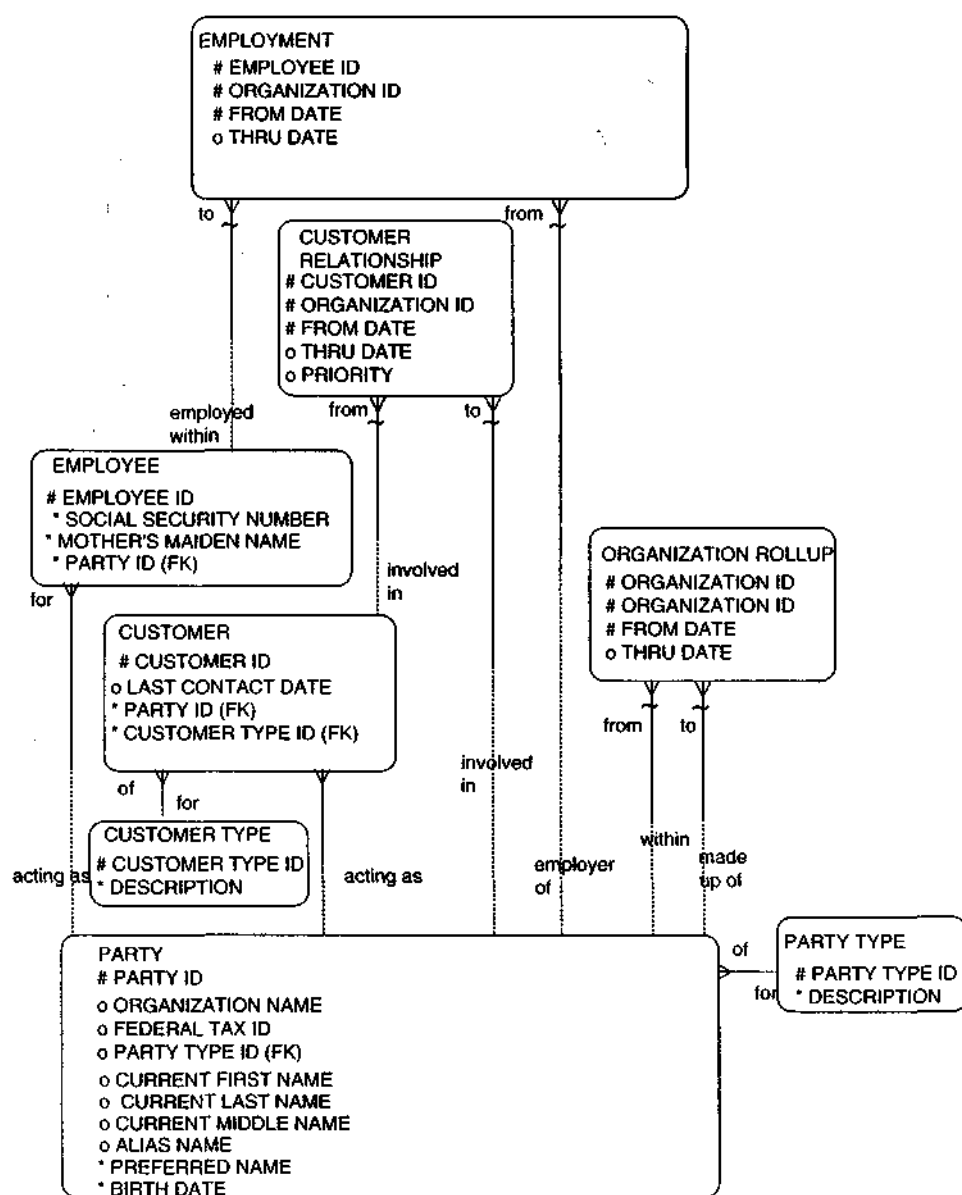 EMPLOYMENT
# EMPLOYEE ID
# ORGANIZATION ID
# FROM DATE
o THRU DATE
to
from
CUSTOMER
RELATIONSHIP
# CUSTOMER ID
# ORGANIZATION ID
# FROM DATE
o THRU DATE
o PRIORITY
from
to
employed
within
EMPLOYEE
# EMPLOYEE ID
* SOCIAL SECURITY NUMBER
* MOTHER'S MAIDEN NAME
* PARTY ID (FK)
for
involved
in
ORGANIZATION ROLLUP
# ORGANIZATION ID
# ORGANIZATION ID
# FROM DATE
o THRU DATE
from
to
CUSTOMER
# CUSTOMER ID
o LAST CONTACT DATE
* PARTY ID (FK)
* CUSTOMER TYPE ID (FK)
of
for
involved
in
CUSTOMER TYPE
# CUSTOMER TYPE ID
* DESCRIPTION
acting as
acting as
employer
of
within
made
up of
PARTY
# PARTY ID
o ORGANIZATION NAME
o FEDERAL TAX ID
o PARTY TYPE ID (FK)
o CURRENT FIRST NAME
o CURRENT LAST NAME
o CURRENT MIDDLE NAME
o ALIAS NAME
* PREFERRED NAME
* BIRTH DATE
of
for
PARTY TYPE
# PARTY TYPE ID
* DESCRIPTION